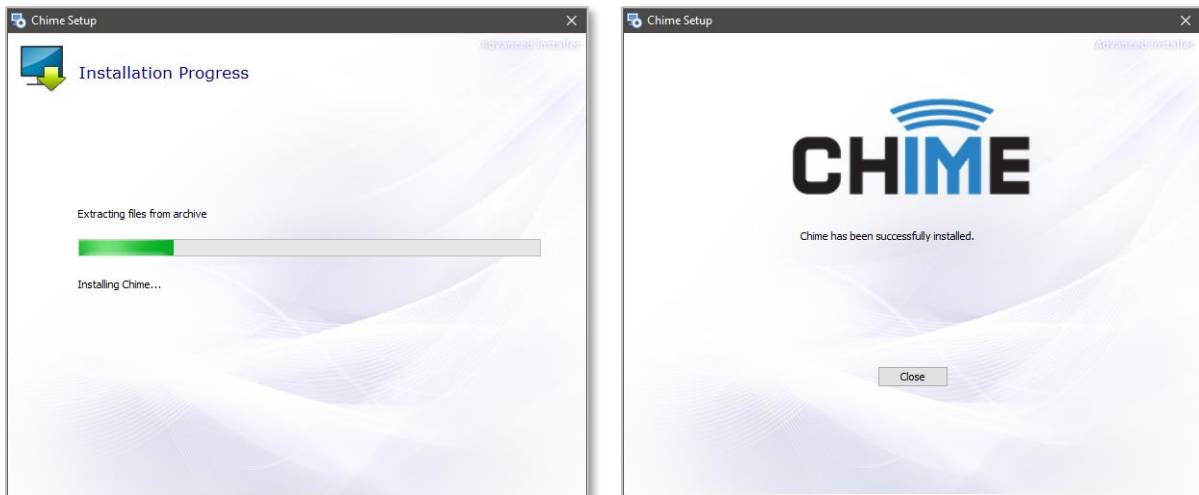 Chime Setup
Advanced Installer
Installation Progress
Extracting files from archive
Installing Chime...
Chime Setup
Advanced Installer
CHIME
Chime has been successfully installed.
Close